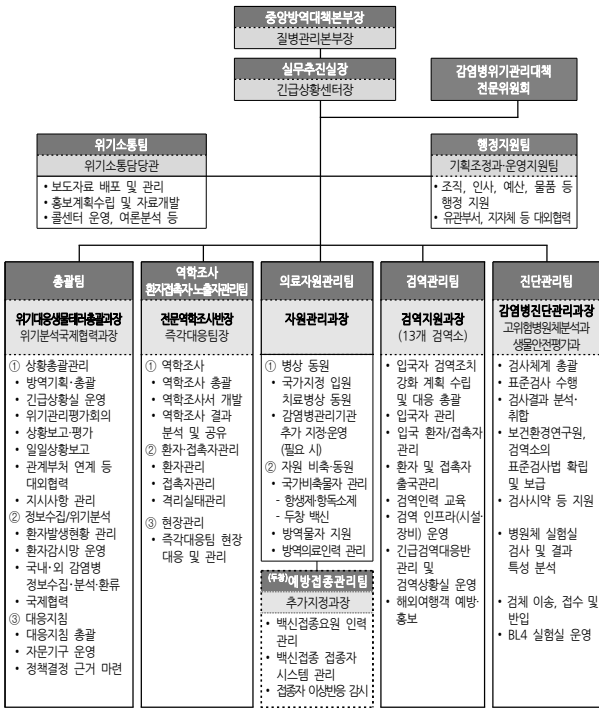 중앙방역대책본부장
질병관리본부장
실무추진실장
긴급상황센터장
감염병위기관리대책
전문위원회
위기소통팀
위기소통담당관
• 보도자료 배포 및 관리
• 홍보계획수립 및 자료개발
• 콜센터 운영, 여론분석 등
행정지원팀
기획조정과·운영지원팀
• 조직, 인사, 예산, 물품 등
행정 지원
• 유관부서, 지자체 등 대외협력
총괄팀
위기대응생물테러총괄과장
위기분석국제협력과장
① 상황총괄관리
• 방역기획·총괄
• 긴급상황실 운영
• 위기관리평가회의
• 상황보고·평가
• 일일상황보고
• 관계부처 연계 등
대외협력
• 지시사항 관리
② 정보수집/위기분석
• 환자발생현황 관리
• 환자감시망 운영
• 국내·외 감염병
정보수집·분석·환류
• 국제협력
③ 대응지침
• 대응지침 총괄
• 자문기구 운영
• 정책결정 근거 마련
역학조사
환자접촉자·노출자관리팀
전문역학조사반장
즉각대응팀장
① 역학조사
• 역학조사 총괄
• 역학조사서 개발
• 역학조사 결과
분석 및 공유
② 환자·접촉자관리
• 환자관리
• 접촉자관리
• 격리실태관리
③ 현장관리
• 즉각대응팀 현장
대응 및 관리
의료자원관리팀
자원관리과장
① 병상 동원
• 국가지정 입원
치료병상 동원
• 감염병관리기관
추가 지정·운영
(필요 시)
② 자원 비축·동원
• 국가비축물자 관리
- 항생제·항독소제
- 두창 백신
• 방역물자 지원
• 방역의료인력 관리
(두창)예방접종관리팀
추가지정과장
• 백신접종요원 인력
관리
• 백신접종 접종자
시스템 관리
• 접종자 이상반응 감시
검역관리팀
검역지원과장
(13개 검역소)
• 입국자 검역조치
강화 계획 수립
및 대응 총괄
• 입국자 관리
• 입국 환자/접촉자
관리
• 환자 및 접촉자
출국관리
• 검역인력 교육
• 검역 인프라(시설·
장비) 운영
• 긴급검역대응반
관리 및
검역상황실 운영
• 해외여행객 예방·
홍보
진단관리팀
감염병진단관리과장
고위험병원체분석과
생물안전평가과
• 검사체계 총괄
• 표준검사 수행
• 검사결과 분석·
취합
• 보건환경연구원,
검역소의
표준검사법 확립
및 보급
• 검사시약 등 지원
• 병원체 실험실
검사 및 결과
특성 분석
• 검체 이송, 접수 및
반입
• BL4 실험실 운영